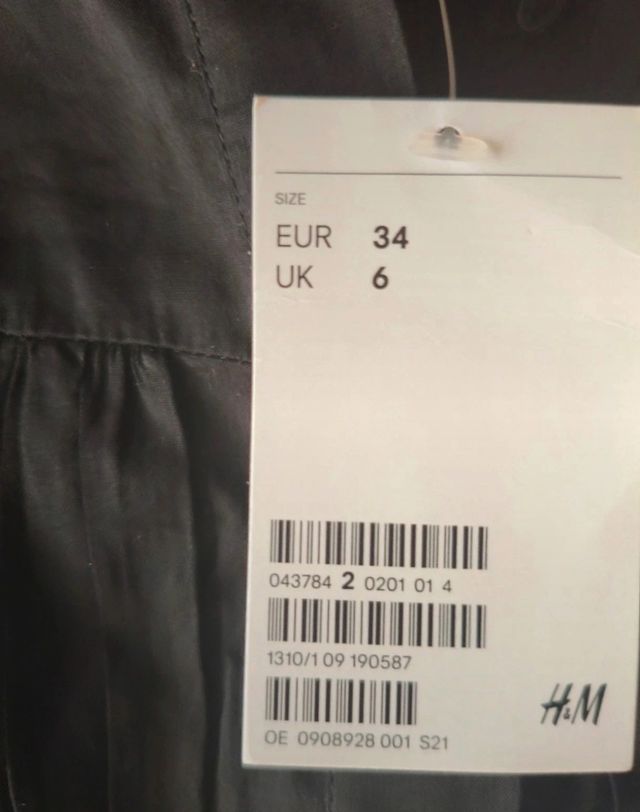 SIZE
EUR 34
UK 6
043784 2 0201 01 4
1310/1 09 190587
OE 0908928 001 S21
H&M